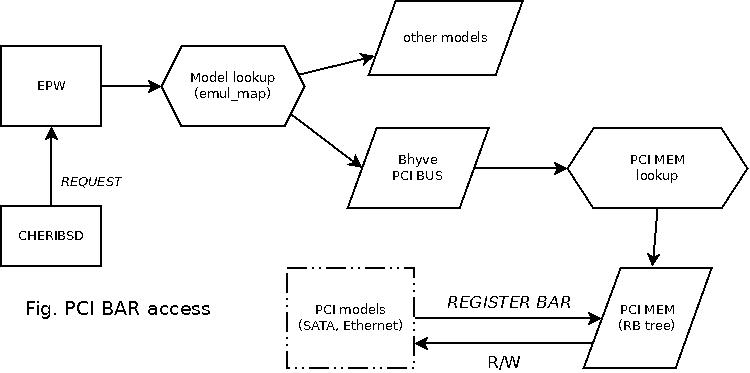 other models
EPW
Model lookup
(emul_map)
Bhyve
PCI BUS
PCI MEM
lookup
REQUEST
CHERIBSD
Fig. PCI BAR access
PCI models
(SATA, Ethernet)
REGISTER BAR
R/W
PCI MEM
(RB tree)